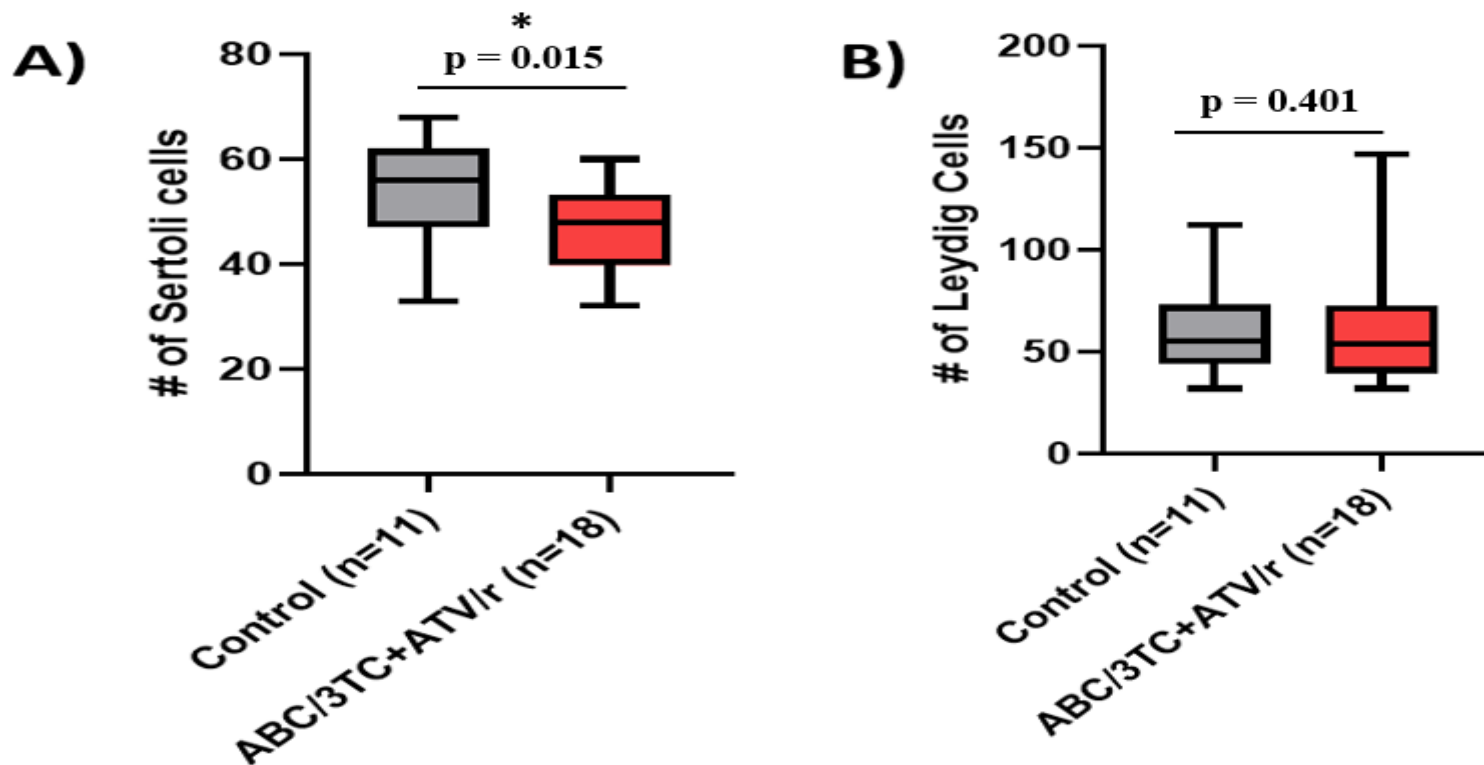 A)
*
p = 0.015
80
60
40
20
0
# of Sertoli cells
Control (n=11)
ABC/3TC+ATV/r (n=18)
B)
p = 0.401
200
150
100
50
0
# of Leydig Cells
Control (n=11)
ABC/3TC+ATV/r (n=18)